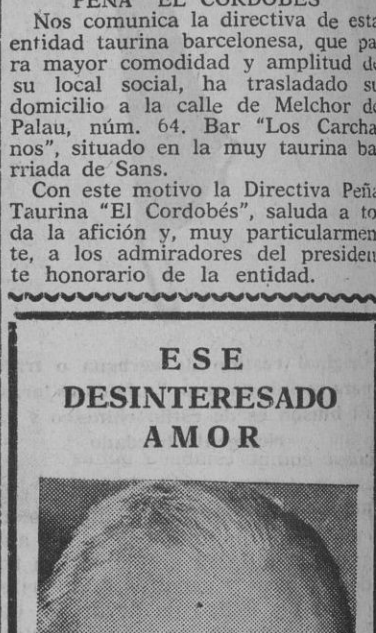 PEÑA "EL CORDOBÉS"
Nos comunica la directiva de esta
entidad taurina barcelonesa, que pa
ra mayor comodidad y amplitud de
su local social, ha trasladado su
domicilio a la calle de Melchor de
Palau, núm. 64. Bar "Los Carcha
nos", situado en la muy taurina ba
rriada de Sans.
Con este motivo la Directiva Peña
Taurina "El Cordobés", saluda a to
da la afición y, muy particularmen
te, a los admiradores del presiden
te honorario de la entidad.
ESE
DESINTERESADO
AMOR